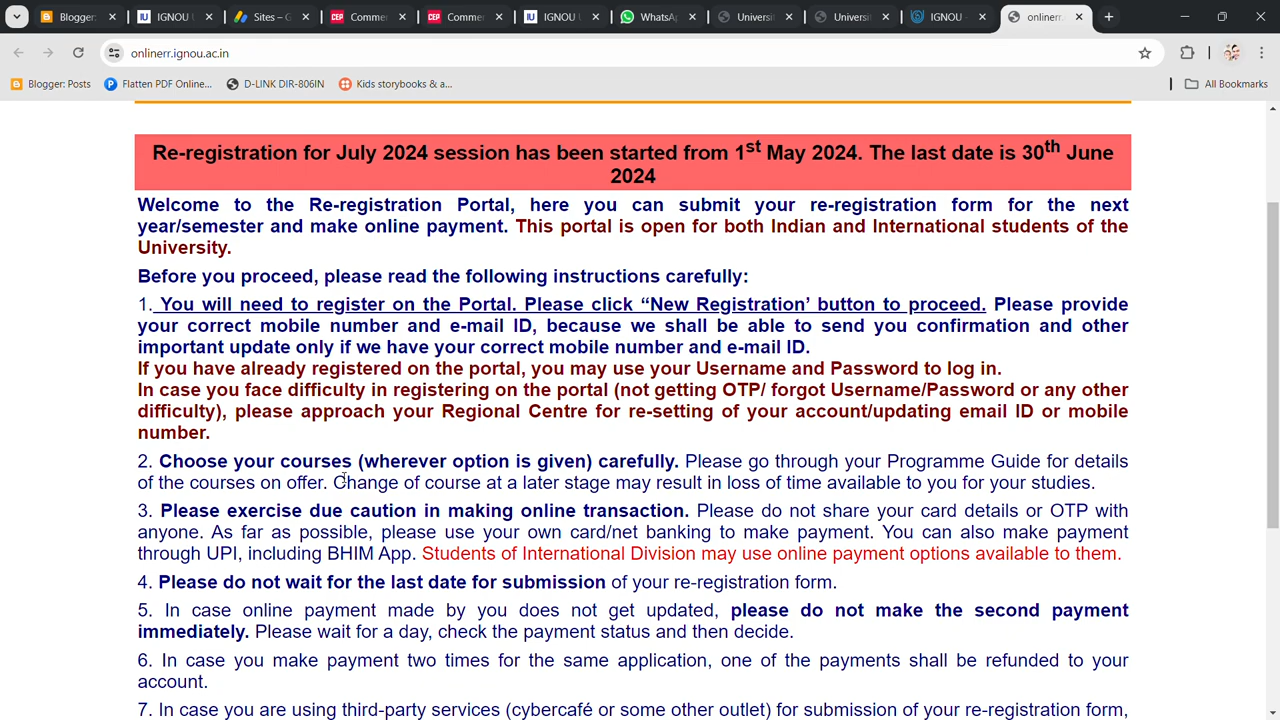 Blogger:
IGNOU U
Sites – G
Comme
Comme
IGNOU U
WhatsA
Universi
Universi
IGNOU -
onlinerr.
onlinerr.ignou.ac.in
Blogger: Posts
Flatten PDF Online...
D-LINK DIR-806IN
Kids storybooks & a...
All Bookmarks
Re-registration for July 2024 session has been started from 1st May 2024. The last date is 30th June
2024
Welcome to the Re-registration Portal, here you can submit your re-registration form for the next
year/semester and make online payment. This portal is open for both Indian and International students of the
University.
Before you proceed, please read the following instructions carefully:
1. You will need to register on the Portal. Please click “New Registration’ button to proceed. Please provide
your correct mobile number and e-mail ID, because we shall be able to send you confirmation and other
important update only if we have your correct mobile number and e-mail ID.
If you have already registered on the portal, you may use your Username and Password to log in.
In case you face difficulty in registering on the portal (not getting OTP/ forgot Username/Password or any other
difficulty), please approach your Regional Centre for re-setting of your account/updating email ID or mobile
number.
2. Choose your courses (wherever option is given) carefully. Please go through your Programme Guide for details
of the courses on offer. Change of course at a later stage may result in loss of time available to you for your studies.
3. Please exercise due caution in making online transaction. Please do not share your card details or OTP with
anyone. As far as possible, please use your own card/net banking to make payment. You can also make payment
through UPI, including BHIM App. Students of International Division may use online payment options available to them.
4. Please do not wait for the last date for submission of your re-registration form.
5. In case online payment made by you does not get updated, please do not make the second payment
immediately. Please wait for a day, check the payment status and then decide.
6. In case you make payment two times for the same application, one of the payments shall be refunded to your
account.
7. In case you are using third-party services (cybercafé or some other outlet) for submission of your re-registration form,